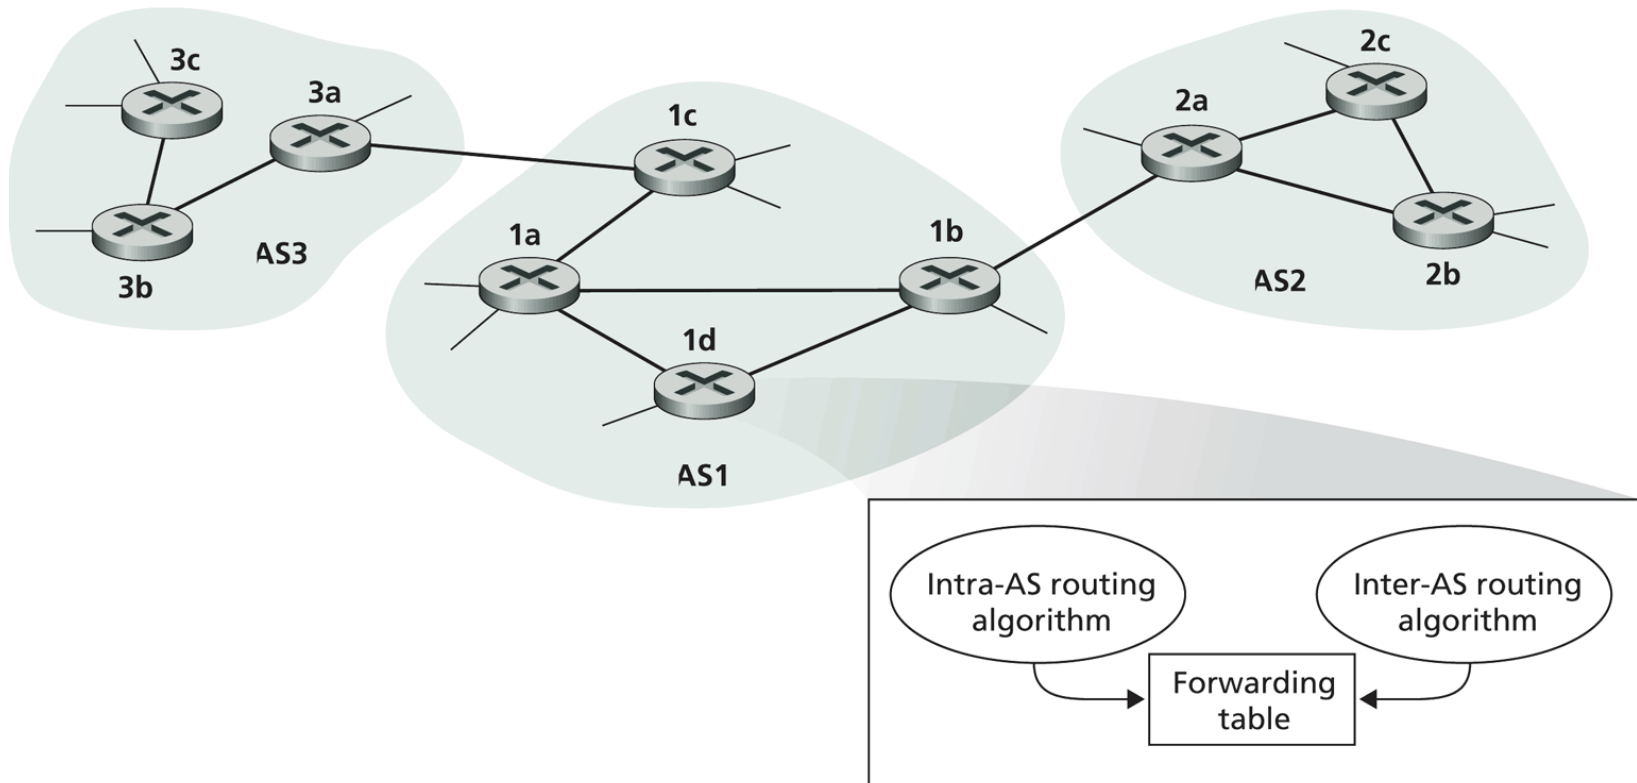 3c
3a
3b
AS3
1c
1a
1b
1d
AS1
2c
2a
2b
AS2
Intra-AS routing
algorithm
Inter-AS routing
algorithm
Forwarding
table